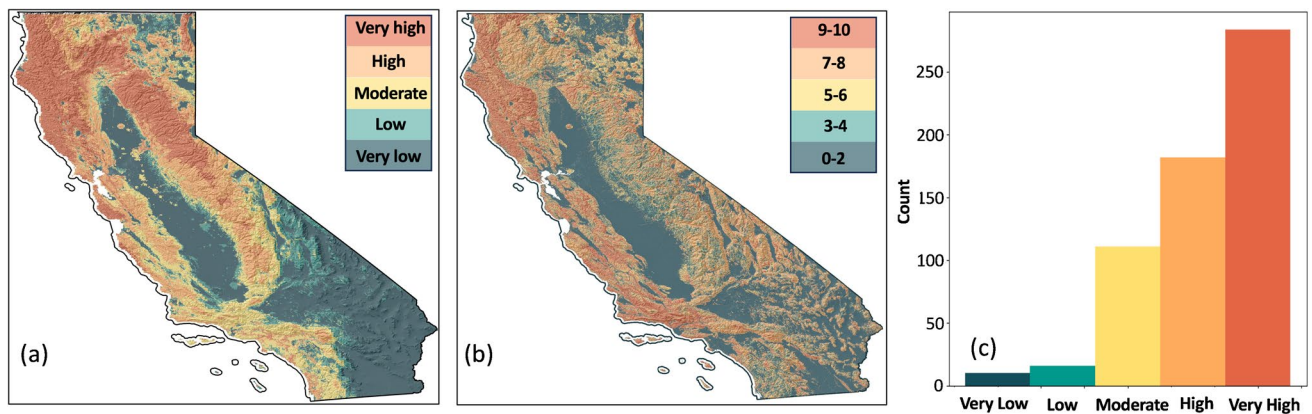 Very high
High
Moderate
Low
Very low
(a)
9-10
7-8
5-6
3-4
0-2
(b)
250
200
150
100
50
0
Count
(c)
Very Low Low Moderate High Very High